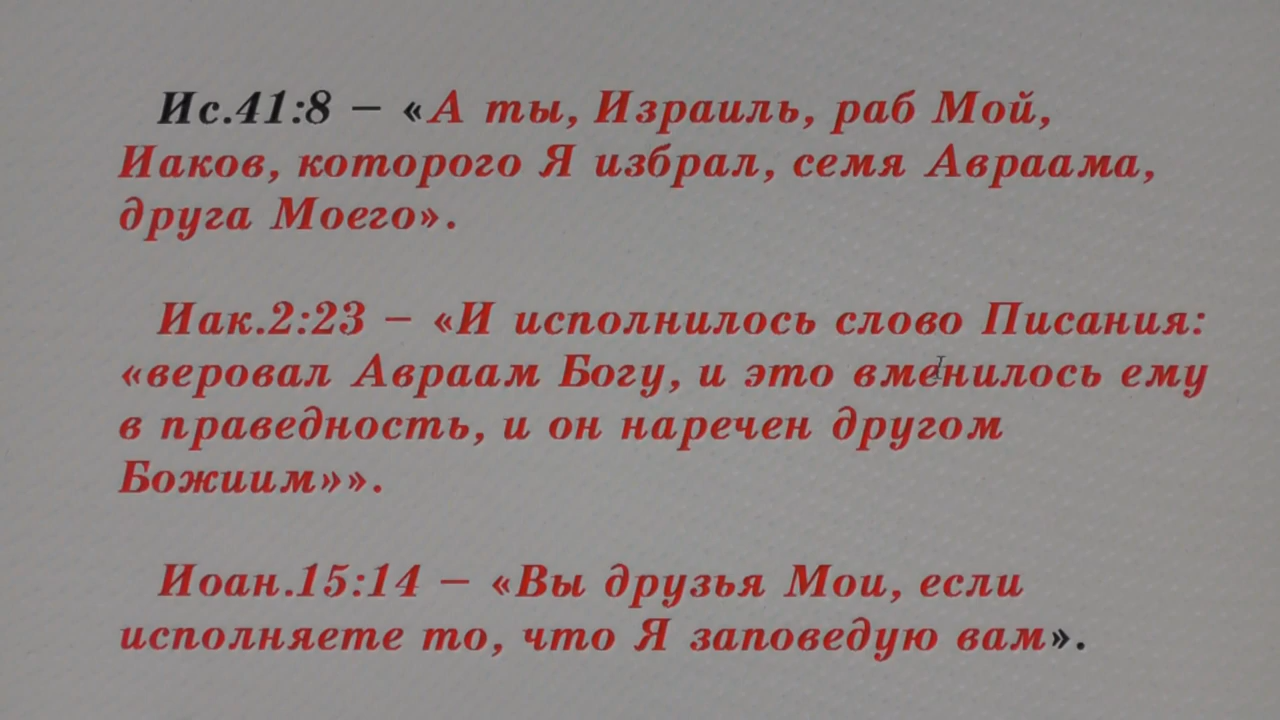 Ис.41:8 – «А ты, Израиль, раб Мой,
Иаков, которого Я избрал, семя Авраама,
друга Моего».
Иак.2:23 – «И исполнилось слово Писания:
«веровал Авраам Богу, и это вменилось ему
в праведность, и он наречен другом
Божиим»».
Иоан.15:14 – «Вы друзья Мои, если
исполняете то, что Я заповедую вам».